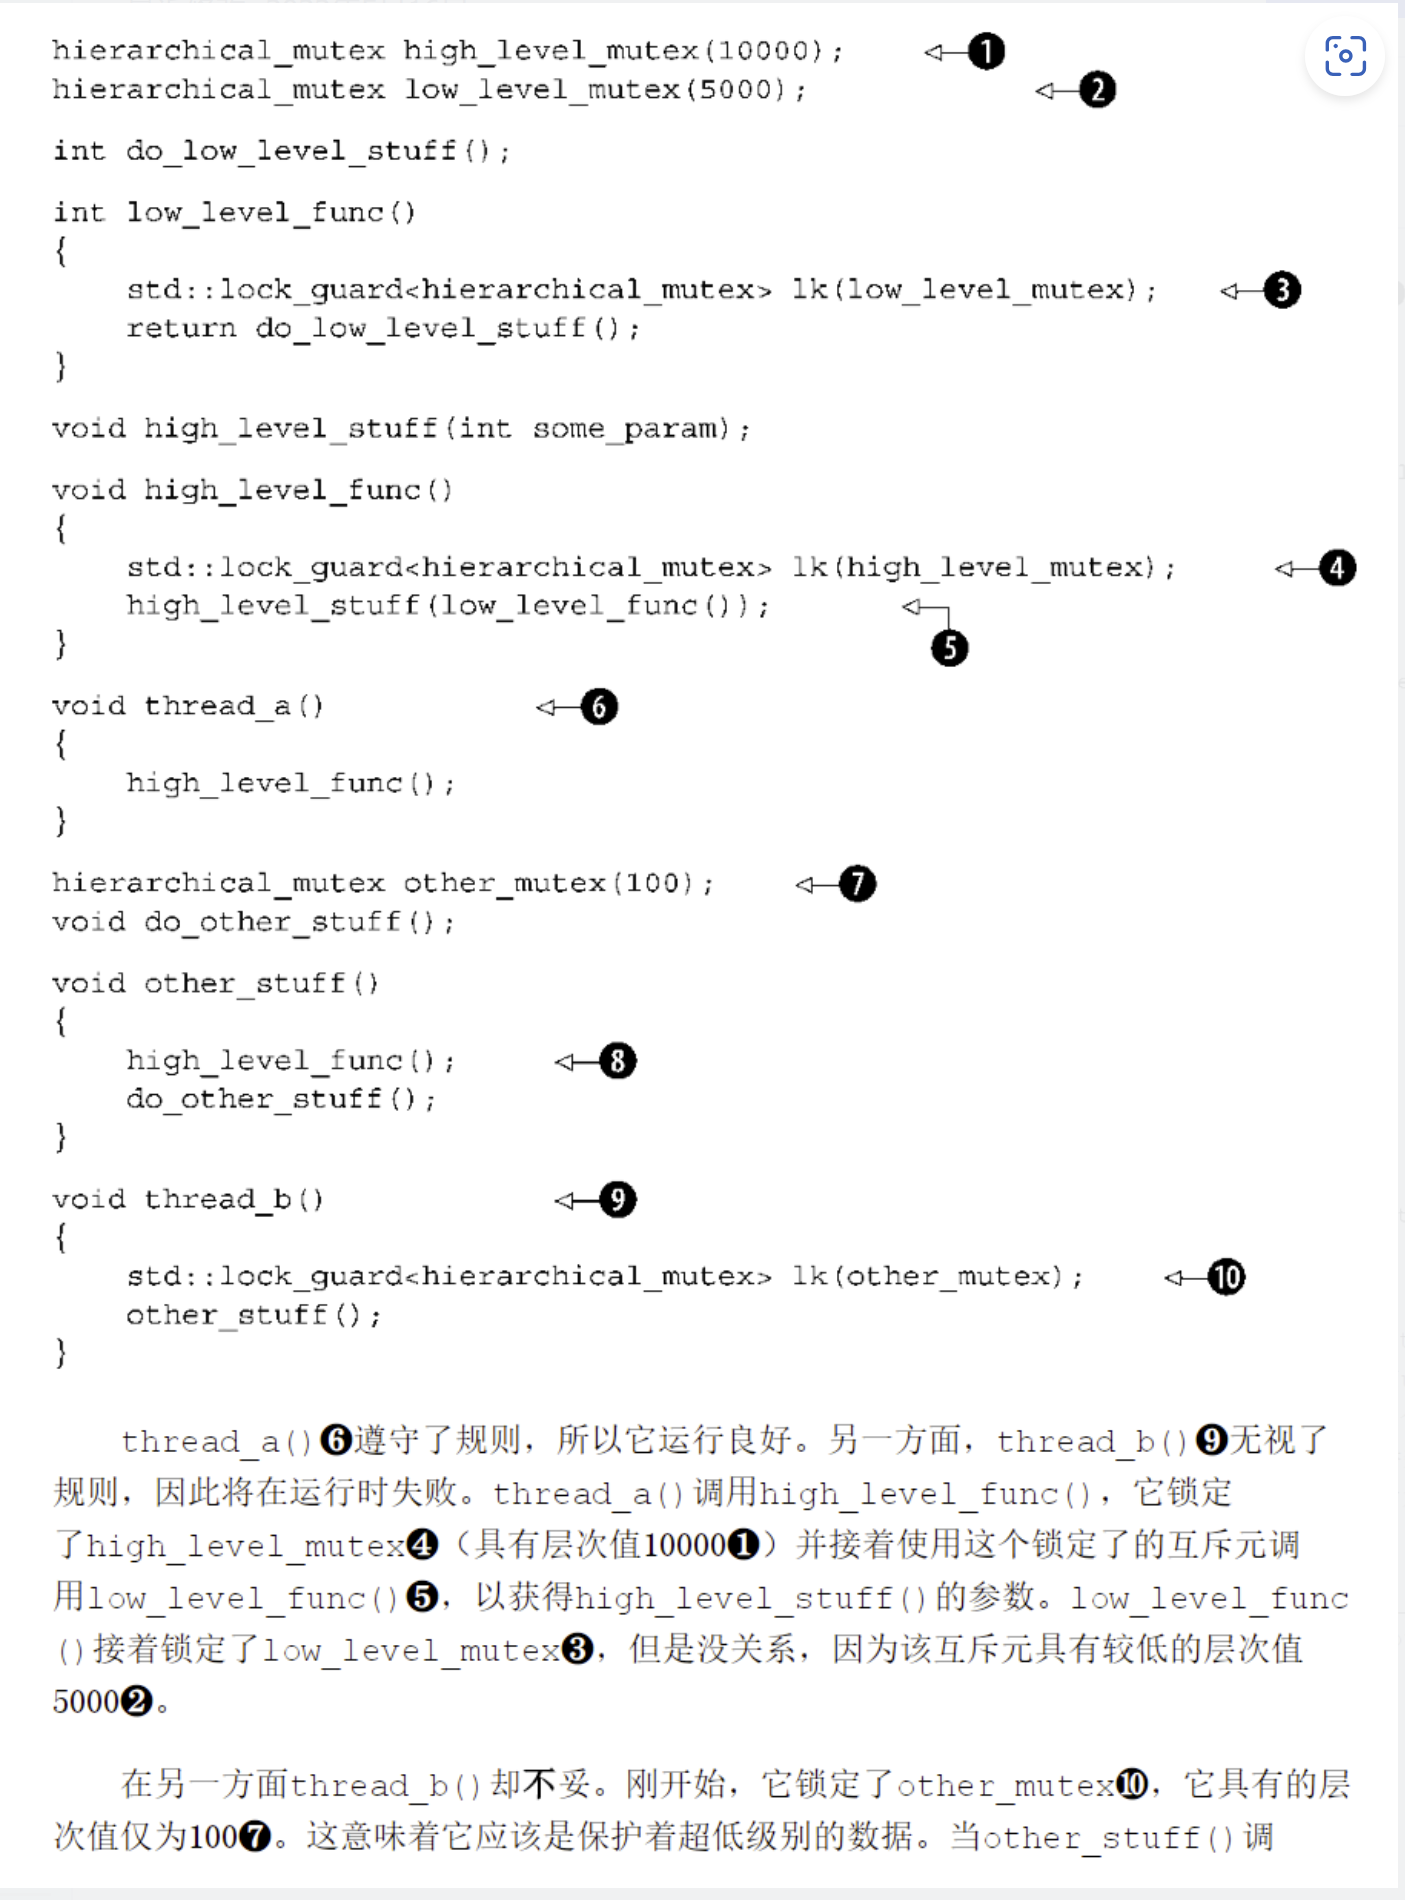 hierarchical_mutex high_level_mutex(10000); ❶
hierarchical_mutex low_level_mutex(5000); ❷
int do_low_level_stuff();
int low_level_func()
{
    std::lock_guard<hierarchical_mutex> lk(low_level_mutex); ❸
    return do_low_level_stuff();
}
void high_level_stuff(int some_param);
void high_level_func()
{
    std::lock_guard<hierarchical_mutex> lk(high_level_mutex); ❹
    high_level_stuff(low_level_func()); ❺
}
void thread_a() ❻
{
    high_level_func();
}
hierarchical_mutex other_mutex(100); ❼
void do_other_stuff();
void other_stuff()
{
    high_level_func(); ❽
    do_other_stuff();
}
void thread_b() ❾
{
    std::lock_guard<hierarchical_mutex> lk(other_mutex); ❿
    other_stuff();
}
thread_a()❻遵守了规则，所以它运行良好。另一方面，thread_b()❾无视了
规则，因此将在运行时失败。thread_a()调用high_level_func()，它锁定
了high_level_mutex❹（具有层次值10000❶）并接着使用这个锁定了的互斥元调
用low_level_func()❺，以获得high_level_stuff()的参数。low_level_func
()接着锁定了low_level_mutex❸，但是没关系，因为该互斥元具有较低的层次值
5000❷。
在另一方面thread_b()却不妥。刚开始，它锁定了other_mutex❿，它具有的层
次值仅为100❼。这意味着它应该是保护着超低级别的数据。当other_stuff()调